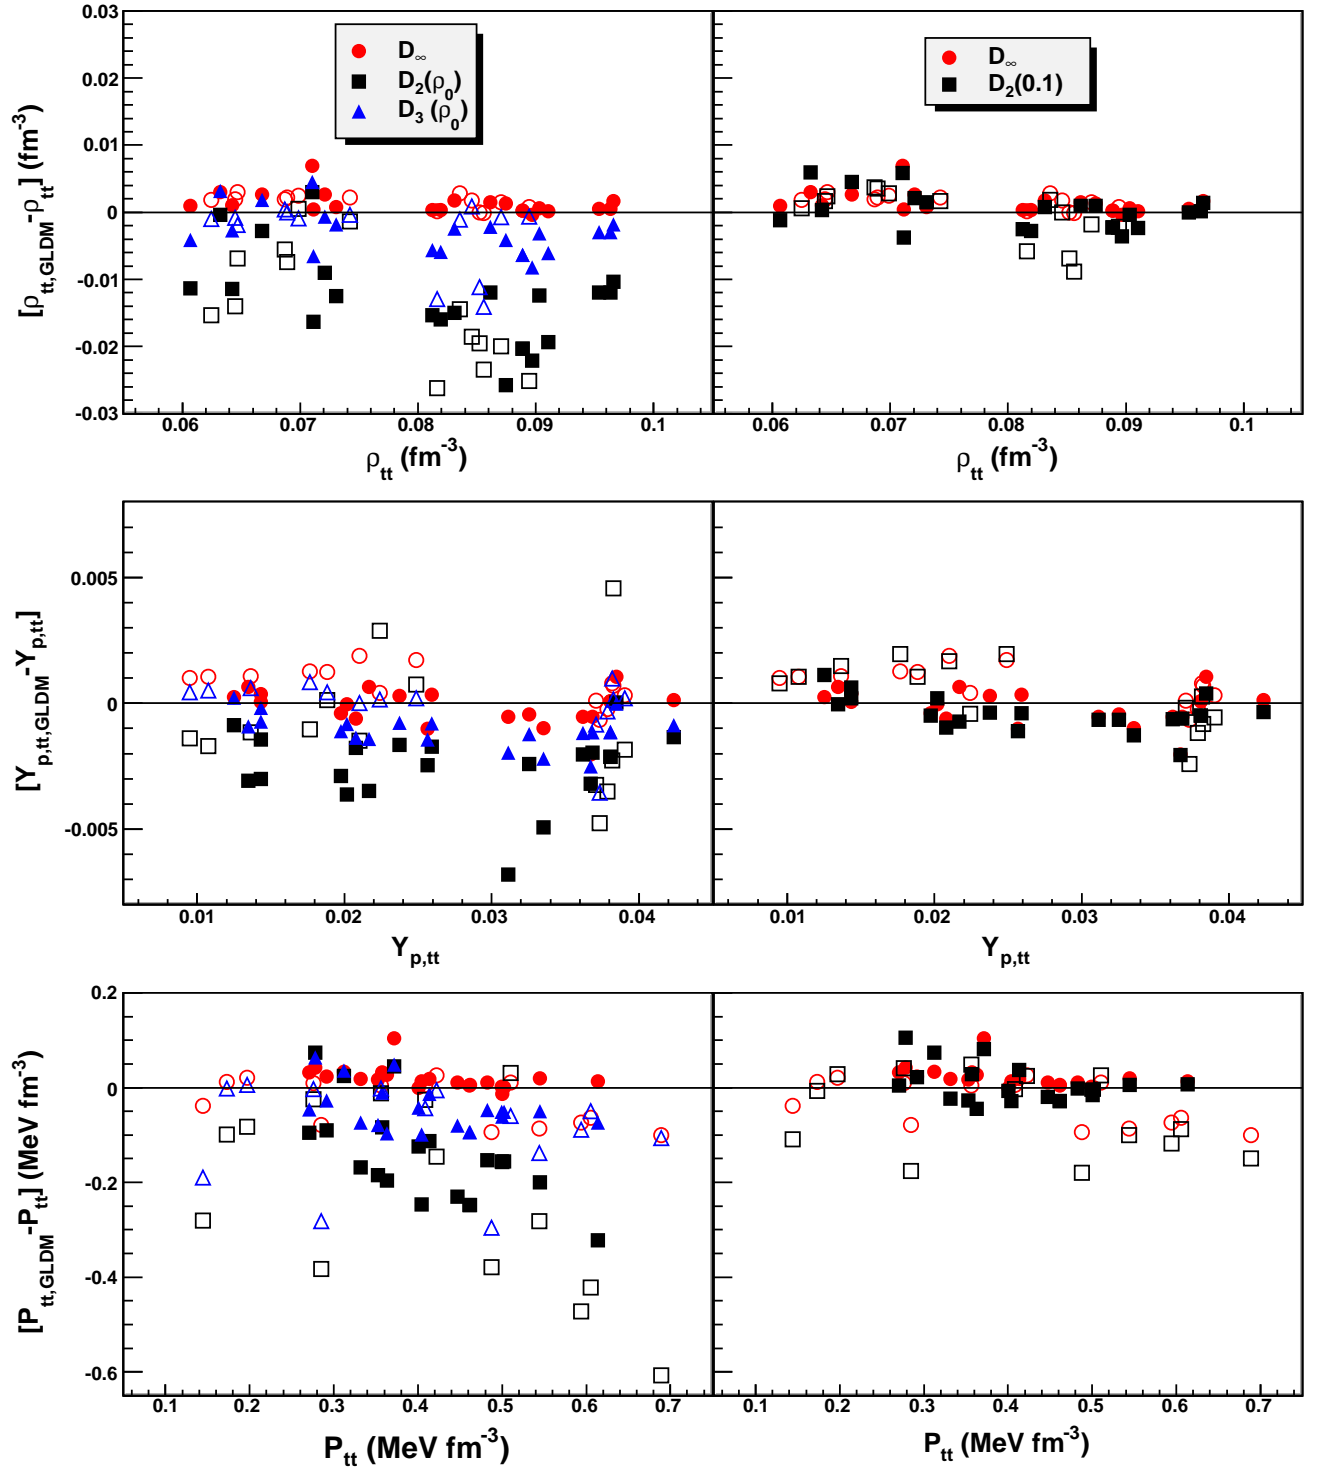 0.03
0.02
0.01
0
-0.01
-0.02
-0.03
[ρtt,GLDM-ρtt] (fm-3)
D∞
D2(ρ0)
D3 (ρ0)
D∞
D2(0.1)
0.06 0.07 0.08 0.09 0.1
0.06 0.07 0.08 0.09 0.1
ρtt (fm-3)
ρtt (fm-3)
0.005
0
-0.005
[Yp,tt,GLDM-Yp,tt]
0.01 0.02 0.03 0.04
0.01 0.02 0.03 0.04
Yp,tt
Yp,tt
0.2
0.1
0
-0.2
-0.4
-0.6
[Ptt,GLDM-Ptt] (MeV fm-3)
0.1 0.2 0.3 0.4 0.5 0.6 0.7
0.1 0.2 0.3 0.4 0.5 0.6 0.7
Ptt (MeV fm-3)
Ptt (MeV fm-3)